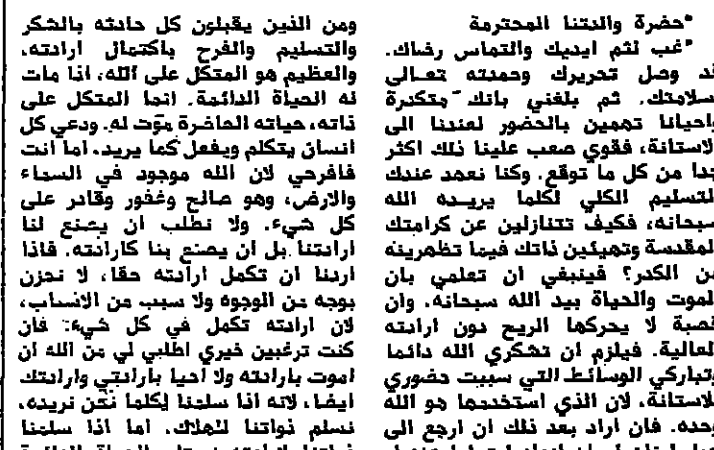 "حضرة والدتنا المحترمة
"غب لثم ايديك والتماس رضاك.
قد وصل تحريرك وحمدته تعالى
سلامتك. ثم بلغني بانك متكدرة
واحيانا تهمين بالحضور لعندنا الى
الاستانة، فقوي صعب علينا ذلك اكثر
جدا من كل ما توقع. وكنا نعهد عندك
التسليم الكلي لكلما يريده الله
سبحانه، فكيف تتنازلين عن كرامتك
المقدسة وتهينين ذاتك فيما تظهرينه
من الكدر؟ فينبغي ان تعلمي بان
الموت والحياة بيد الله سبحانه. وان
قصبة لا يحركها الريح دون ارادته
العالية. فيلزم ان تشكري الله دائما
وتباركي الوسائط التي سببت حضوري
للاستانة، لان الذي استخدمها هو الله
وحده. فان اراد بعد ذلك ان ارجع الى
ومن الذين يقبلون كل حادثه بالشكر
والتسليم والفرح باكتمال ارادته،
والعظيم هو المتكل على الله، اذا مات
له الحياة الدائمة. انما المتكل على
ذاته، حياته الحاضرة موت له. ودعي كل
انسان يتكلم ويفعل كما يريد. اما انت
فافرحي لان الله موجود في السماء
والارض، وهو صالح وغفور وقادر على
كل شيء. ولا نطلب ان يصنع لنا
ارادتنا بل ان يصنع بنا كارادته. فاذا
اردنا ان تكمل ارادته حقا، لا نحزن
بوجه من الوجوه ولا سبب من الاسباب،
لان ارادته تكمل في كل شيء. فان
كنت ترغبين خيري اطلبي لي من الله ان
اموت بارادته ولا احيا بارادتي وارادتك
ايضا، لانه اذا سلمنا لكلما نحن نريده،
نسلم ذواتنا للهلاك. اما اذا سلمنا